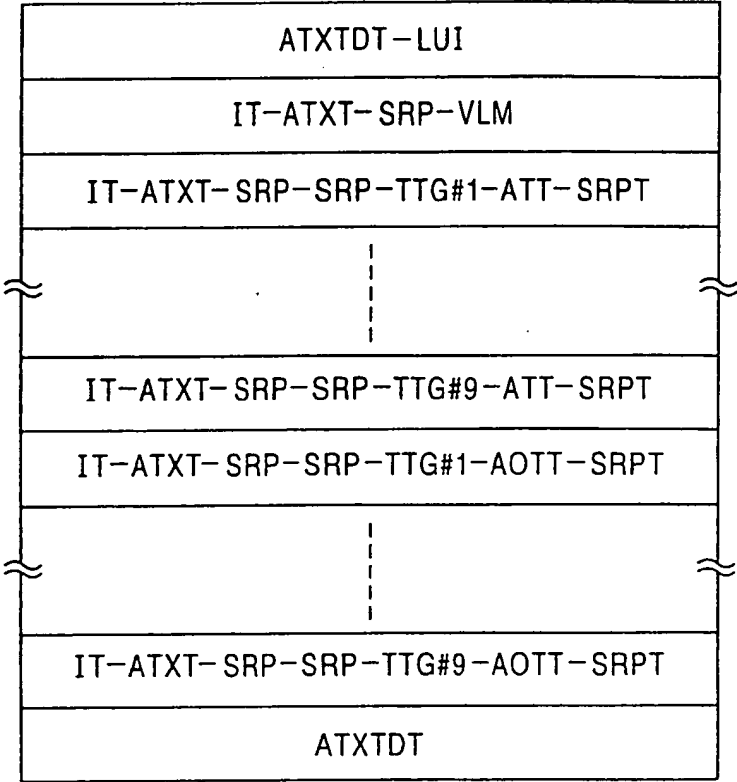 ATXTDT-LUI
IT-ATXT-SRP-VLM
IT-ATXT-SRP-SRP-TTG#1-ATT-SRPT
IT-ATXT-SRP-SRP-TTG#9-ATT-SRPT
IT-ATXT-SRP-SRP-TTG#1-AOTT-SRPT
IT-ATXT-SRP-SRP-TTG#9-AOTT-SRPT
ATXTDT